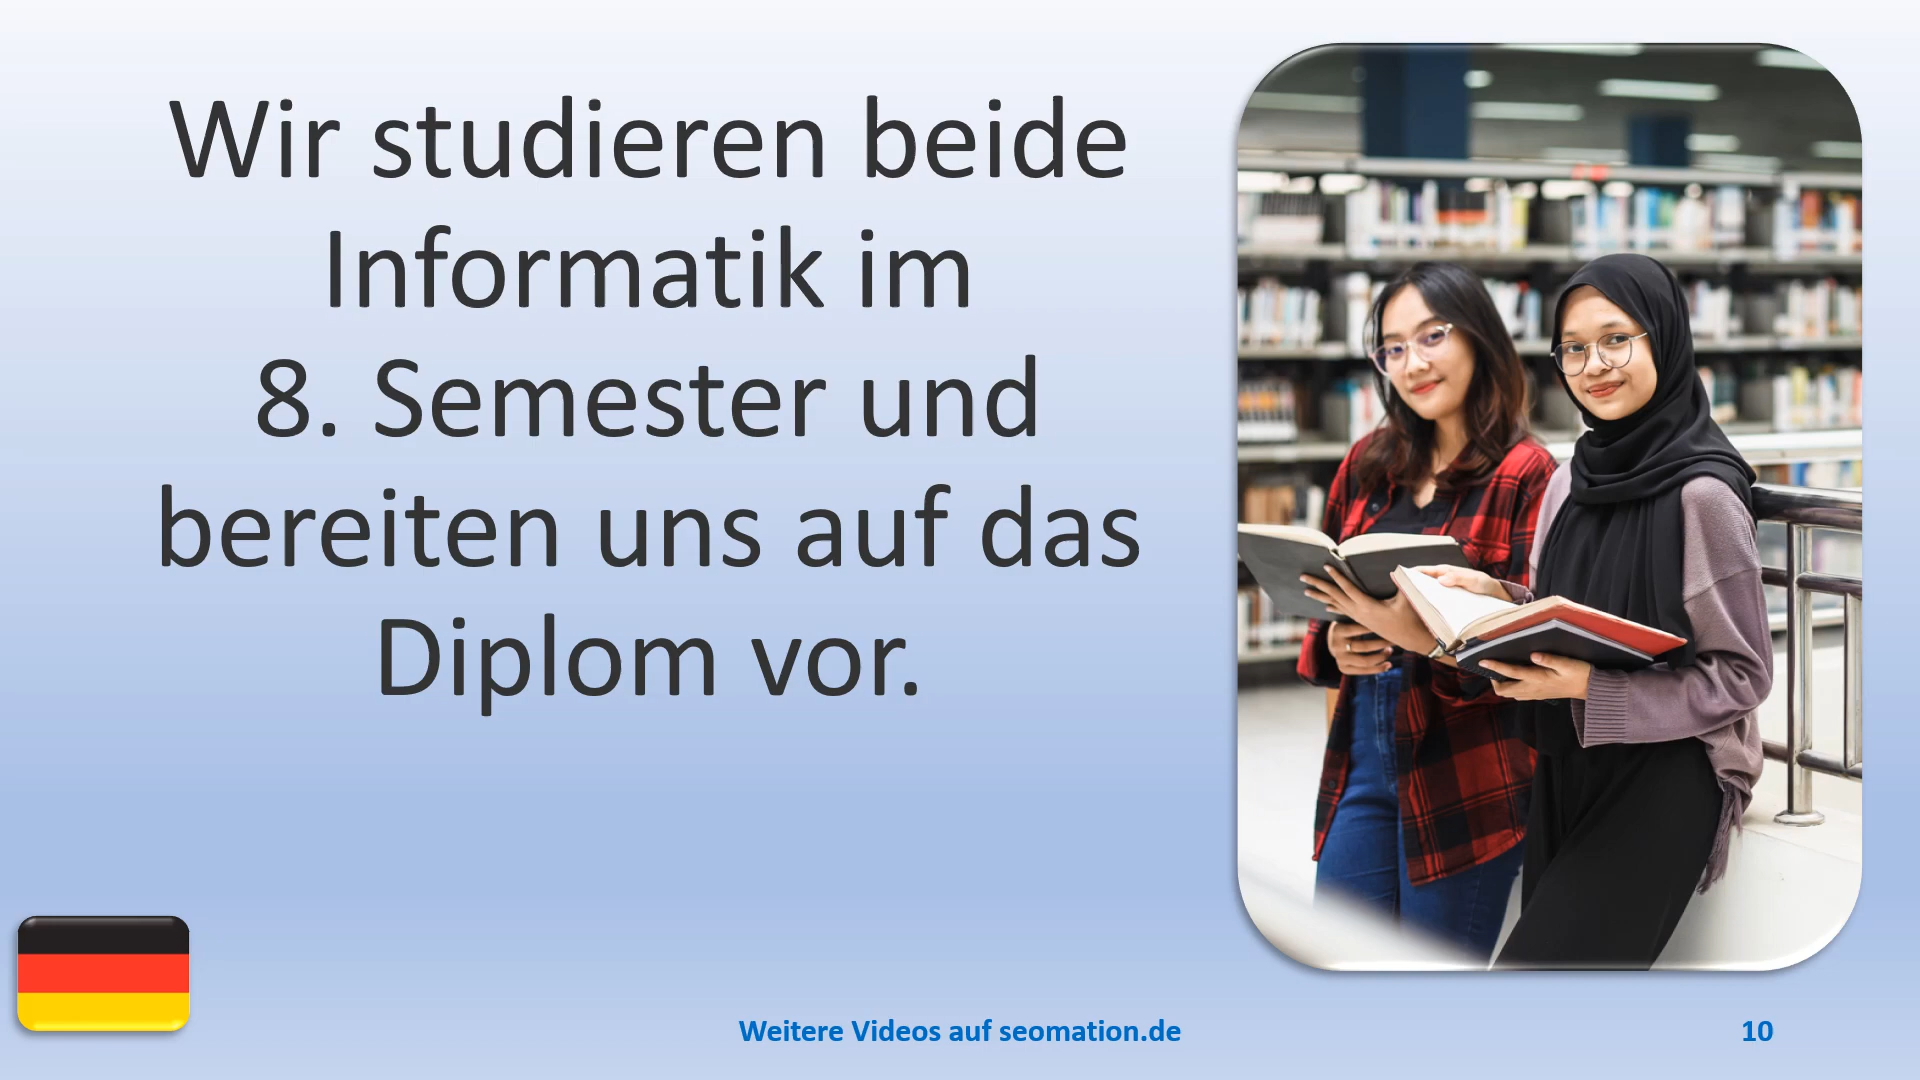 Wir studieren beide
Informatik im
8. Semester und
bereiten uns auf das
Diplom vor.
Weitere Videos auf seomation.de
10